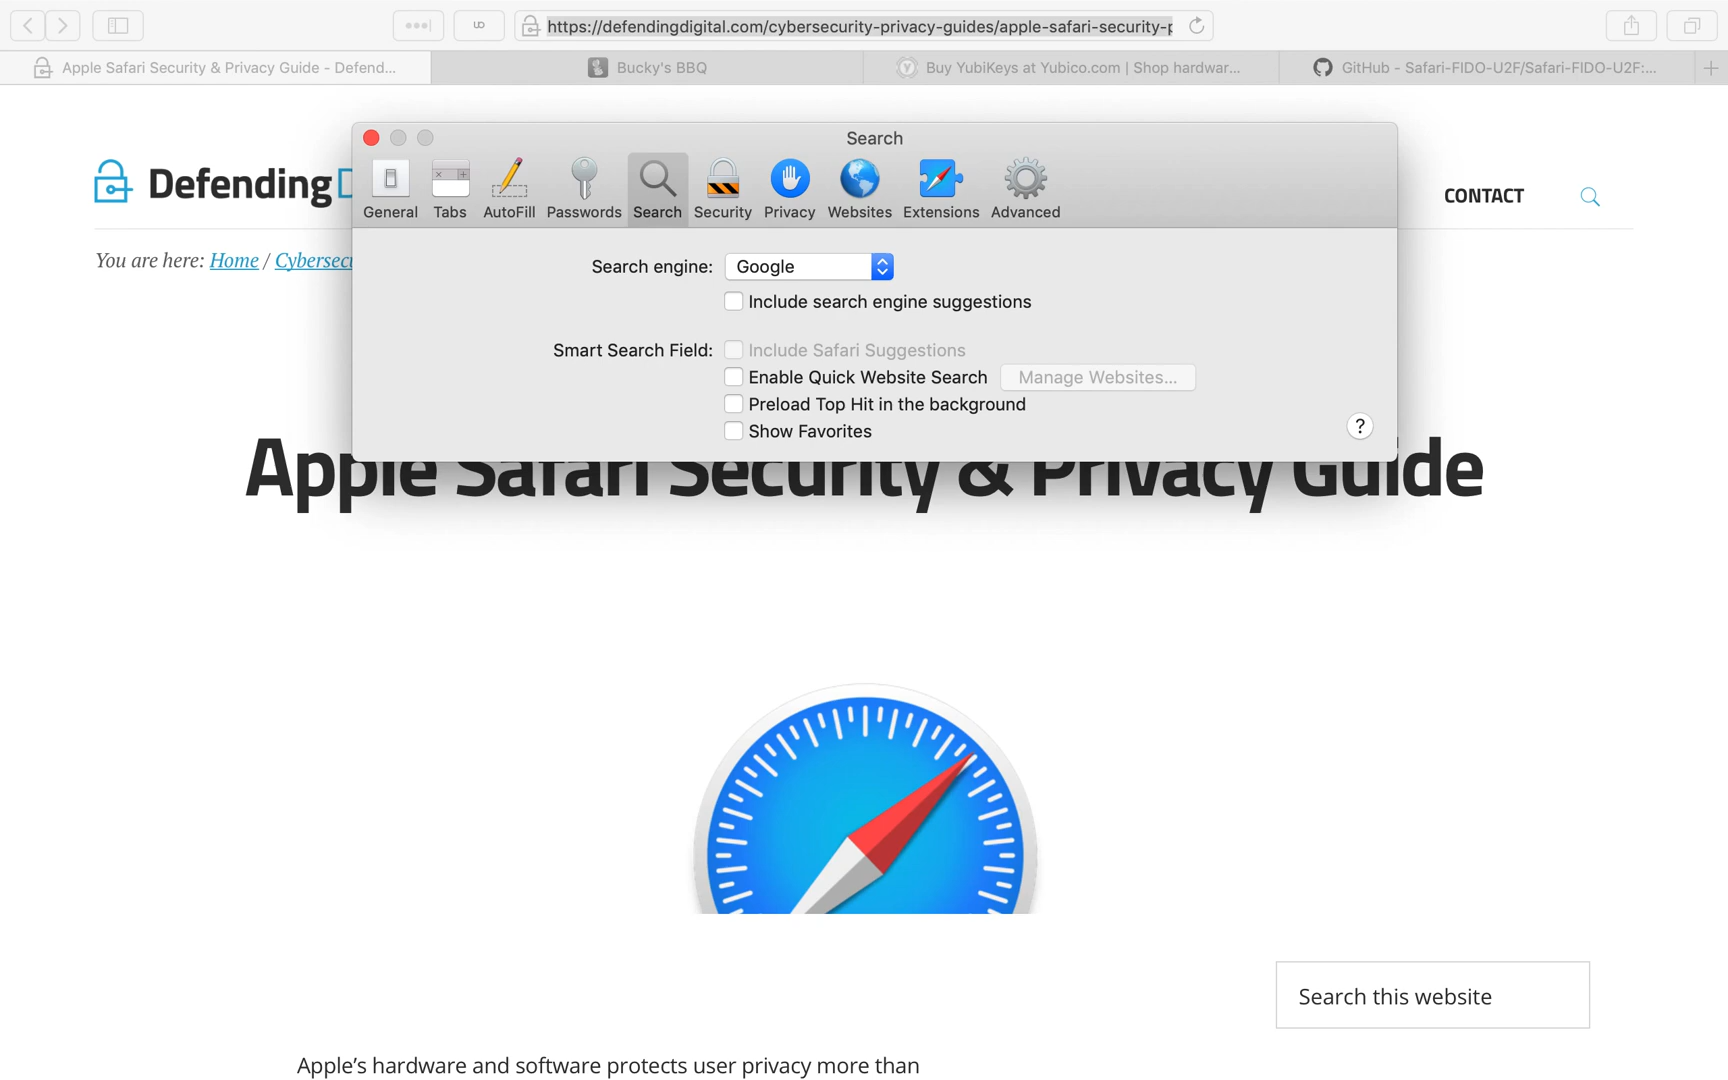 https://defendingdigital.com/cybersecurity-privacy-guides/apple-safari-security-p
Apple Safari Security & Privacy Guide - Defend...
Bucky's BBQ
Buy YubiKeys at Yubico.com | Shop hardwar...
GitHub - Safari-FIDO-U2F/Safari-FIDO-U2F:...
Search
General Tabs AutoFill Passwords Search Security Privacy Websites Extensions Advanced
Defending
CONTACT
You are here: Home / Cybersecu
Search engine: Google
Include search engine suggestions
Smart Search Field: Include Safari Suggestions
Enable Quick Website Search Manage Websites...
Preload Top Hit in the background
Show Favorites
?
Apple Safari Security & Privacy Guide
Search this website
Apple’s hardware and software protects user privacy more than